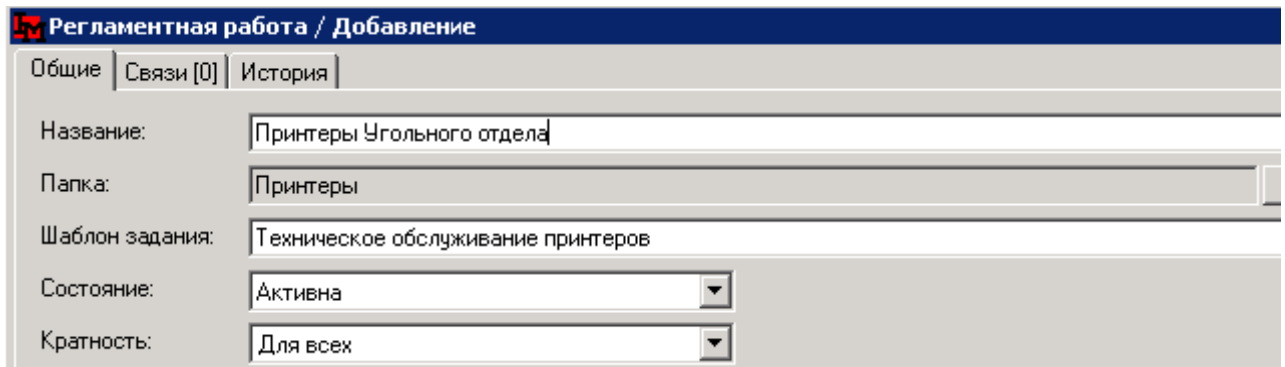 Регламентная работа / Добавление
Общие Связи [0] История
Название: Принтеры Угольного отдела
Папка: Принтеры
Шаблон задания: Техническое обслуживание принтеров
Состояние: Активна
Кратность: Для всех